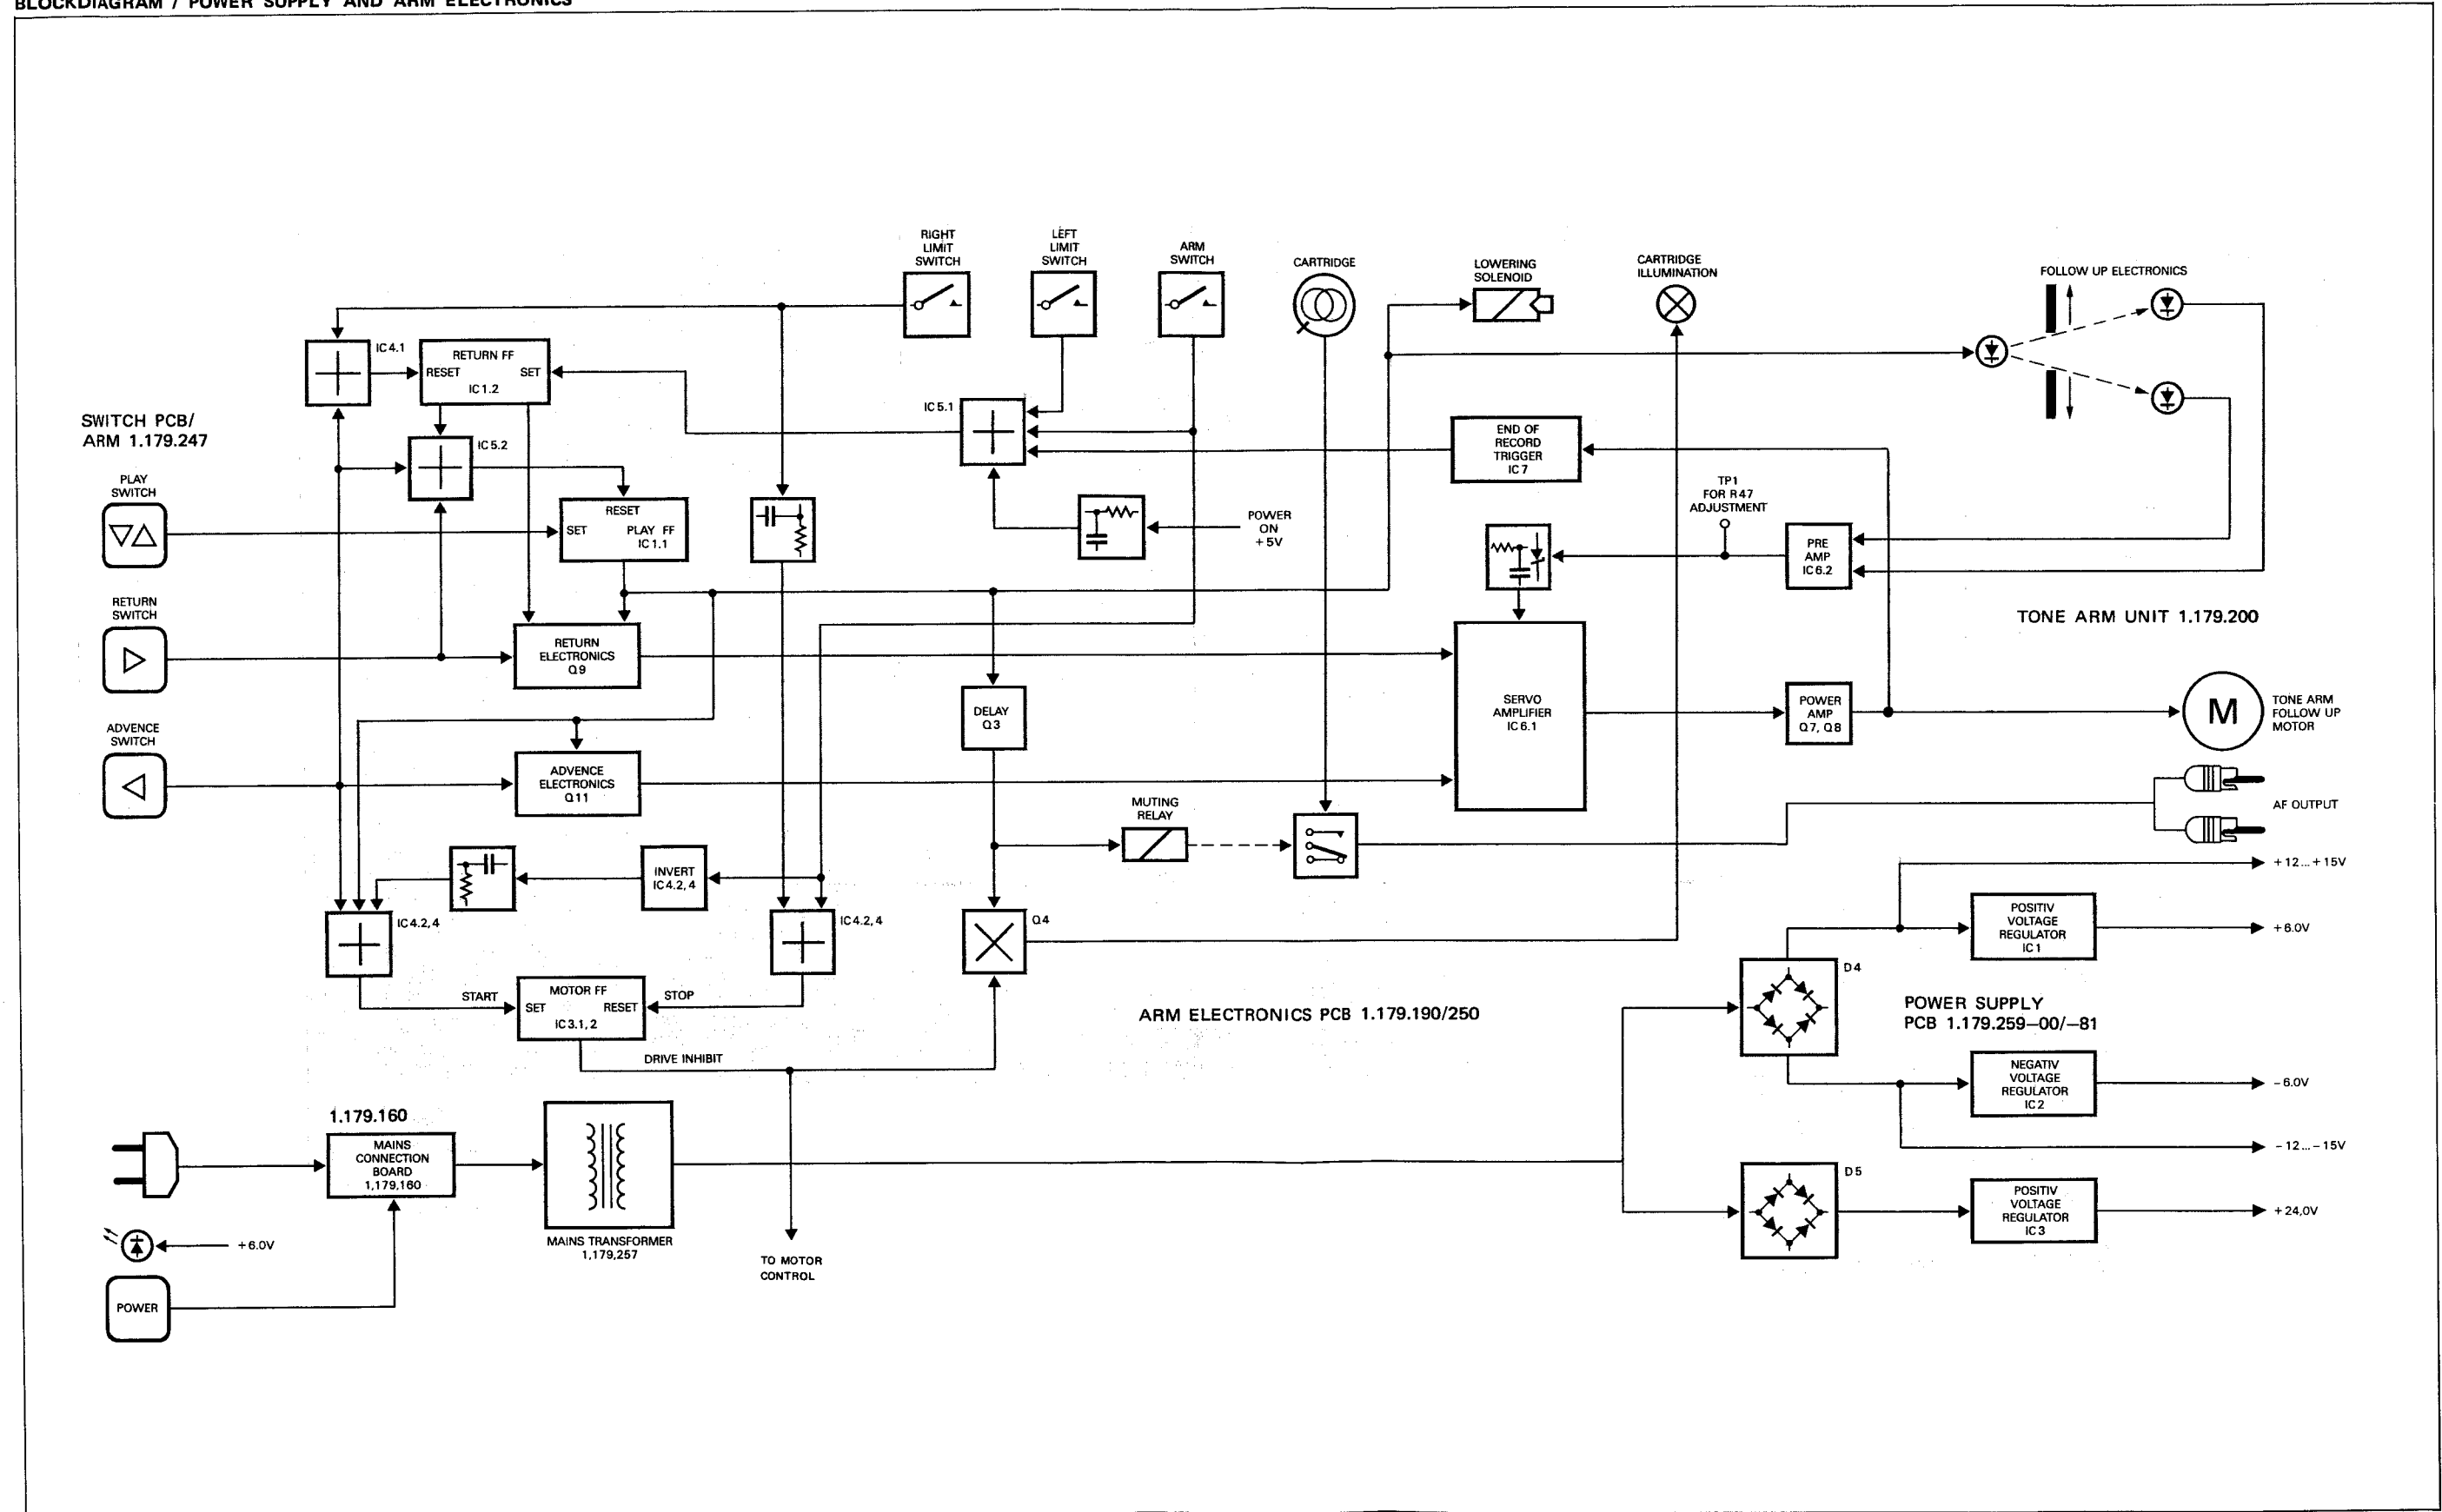 BLOCKDIAGRAM / POWER SUPPLY AND ARM ELECTRONICS
RIGHT
LIMIT
SWITCH
LEFT
LIMIT
SWITCH
ARM
SWITCH
CARTRIDGE
LOWERING
SOLENOID
CARTRIDGE
ILLUMINATION
FOLLOW UP ELECTRONICS
IC4.1
RETURN FF
RESET SET
IC1.2
IC5.1
SWITCH PCB/
ARM 1.179.247
IC5.2
END OF
RECORD
TRIGGER
IC7
PLAY
SWITCH
RESET
SET PLAY FF
IC1.1
POWER
ON
+5V
TP1
FOR R47
ADJUSTMENT
PRE
AMP
IC6.2
RETURN
SWITCH
RETURN
ELECTRONICS
Q9
TONE ARM UNIT 1.179.200
DELAY
Q3
SERVO
AMPLIFIER
IC6.1
POWER
AMP
Q7, Q8
M
TONE ARM
FOLLOW UP
MOTOR
ADVENCE
SWITCH
ADVENCE
ELECTRONICS
Q11
MUTING
RELAY
AF OUTPUT
INVERT
IC4.2,4
+12...+15V
IC4.2,4
IC4.2,4
Q4
POSITIV
VOLTAGE
REGULATOR
IC1
+6.0V
D4
START
MOTOR FF
SET RESET
IC3.1,2
STOP
ARM ELECTRONICS PCB 1.179.190/250
POWER SUPPLY
PCB 1.179.259–00/–81
DRIVE INHIBIT
NEGATIV
VOLTAGE
REGULATOR
IC2
-6.0V
1.179.160
MAINS
CONNECTION
BOARD
1,179,160
-12...-15V
D5
POSITIV
VOLTAGE
REGULATOR
IC3
+24,0V
+6.0V
MAINS TRANSFORMER
1,179,257
TO MOTOR
CONTROL
POWER